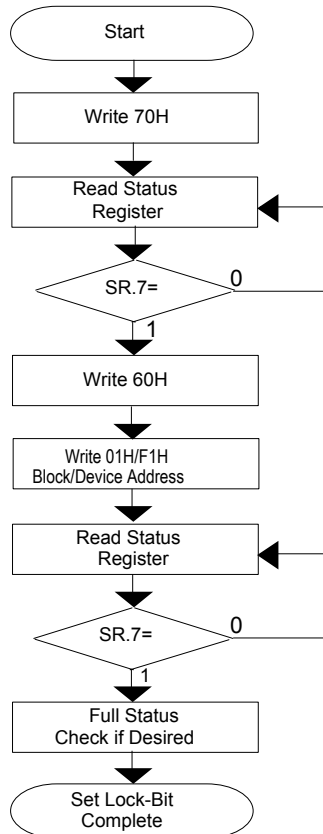 Start
Write 70H
Read Status
Register
SR.7=
0
1
Write 60H
Write 01H/F1H
Block/Device Address
Read Status
Register
SR.7=
0
1
Full Status
Check if Desired
Set Lock-Bit
Complete